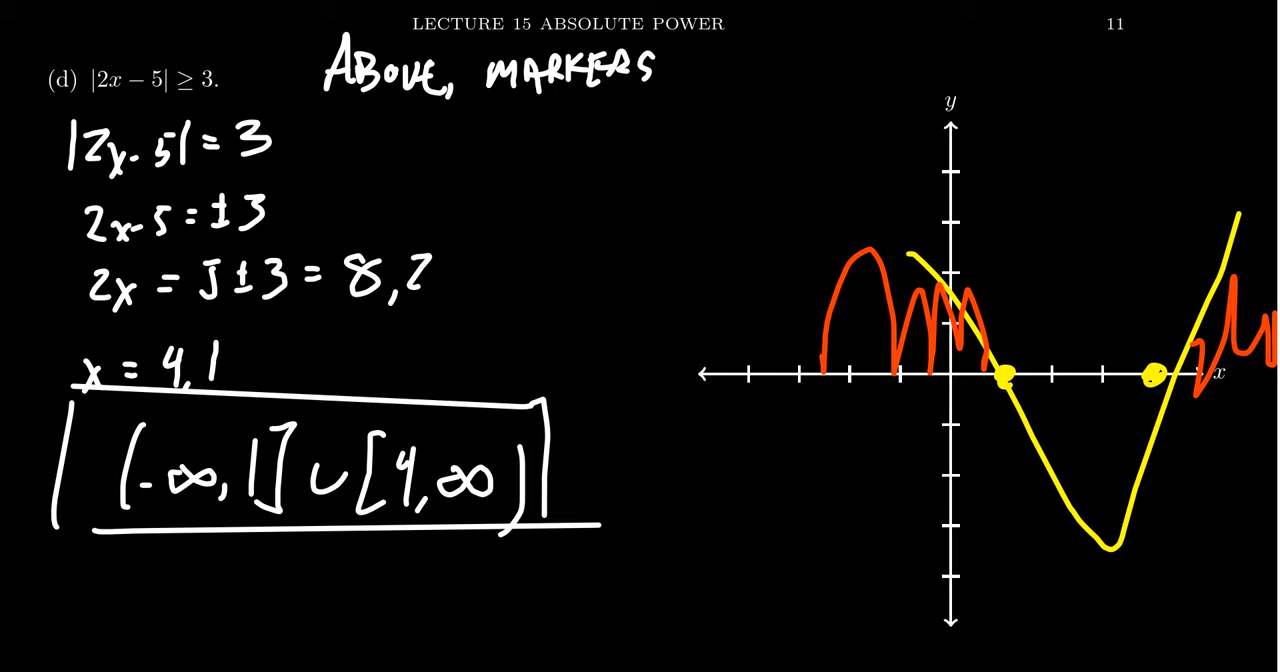 LECTURE 15 ABSOLUTE POWER 11
(d) |2x − 5| ≥ 3.
ABOVE, MARKERS
|2x - 5| = 3
2x - 5 = ±3
2x = 5 ± 3 = 8, 2
x = 4, 1
(-∞, 1] ∪ [4, ∞)
y
x